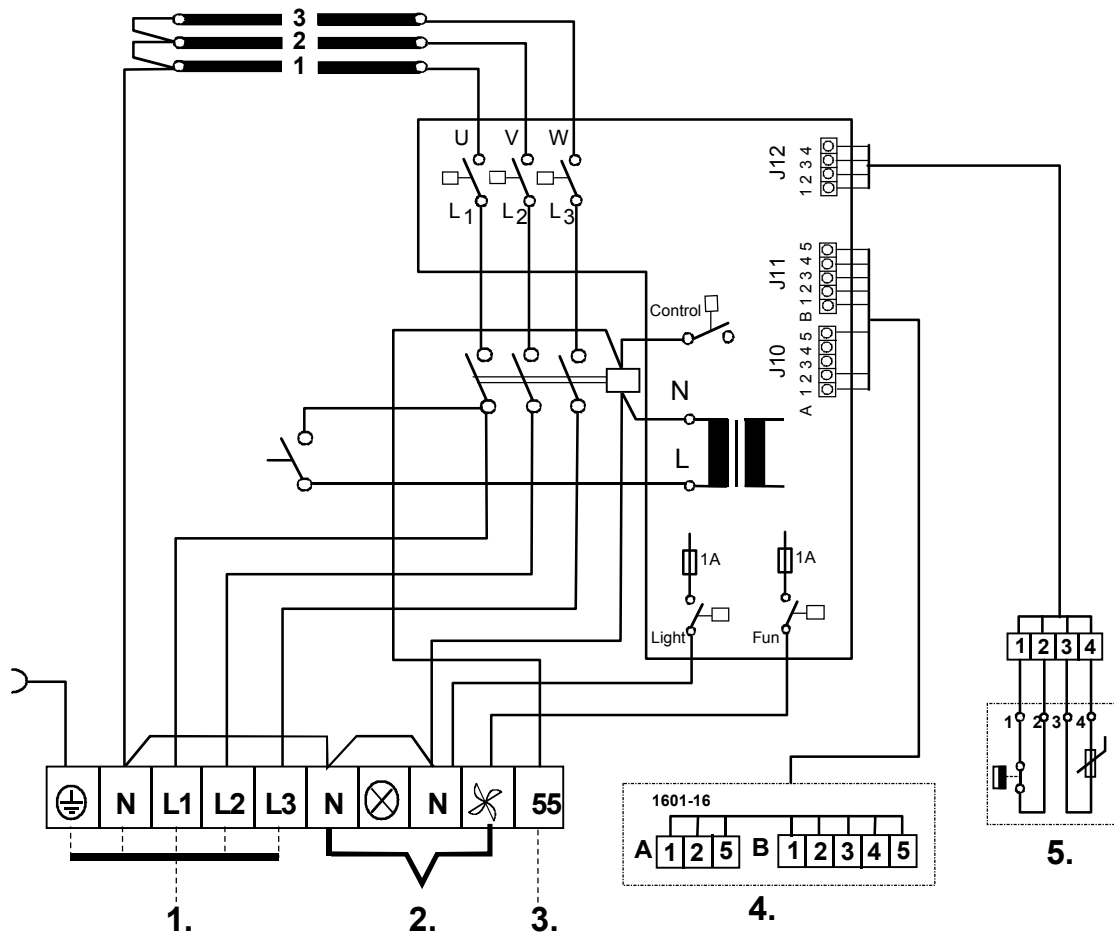 3
2
1
U V W
L1 L2 L3
J12
1 2 3 4
J11
B 1 2 3 4 5
J10
A 1 2 3 4 5
Control
N
L
1A
1A
Light
Fun
1 2 3 4
1 2 3 4
N L1 L2 L3 N N 55
1601-16
A 1 2 5 B 1 2 3 4 5
1. 2. 3. 4. 5.